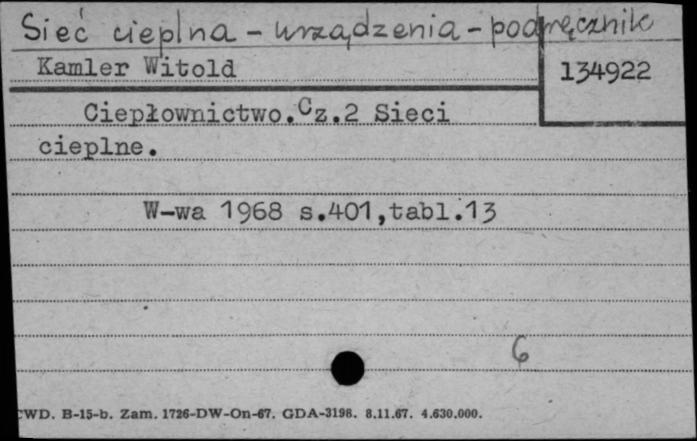 Sieć cieplna - urządzenia - podręcznik
Kamler Witold
134922
Ciepłownictwo.Cz.2 Sieci
cieplne.
W-wa 1968 s.401,tabl.13
6
CWD. B-15-b. Zam. 1726-DW-On-67. GDA-3198. 8.11.67. 4.630.000.